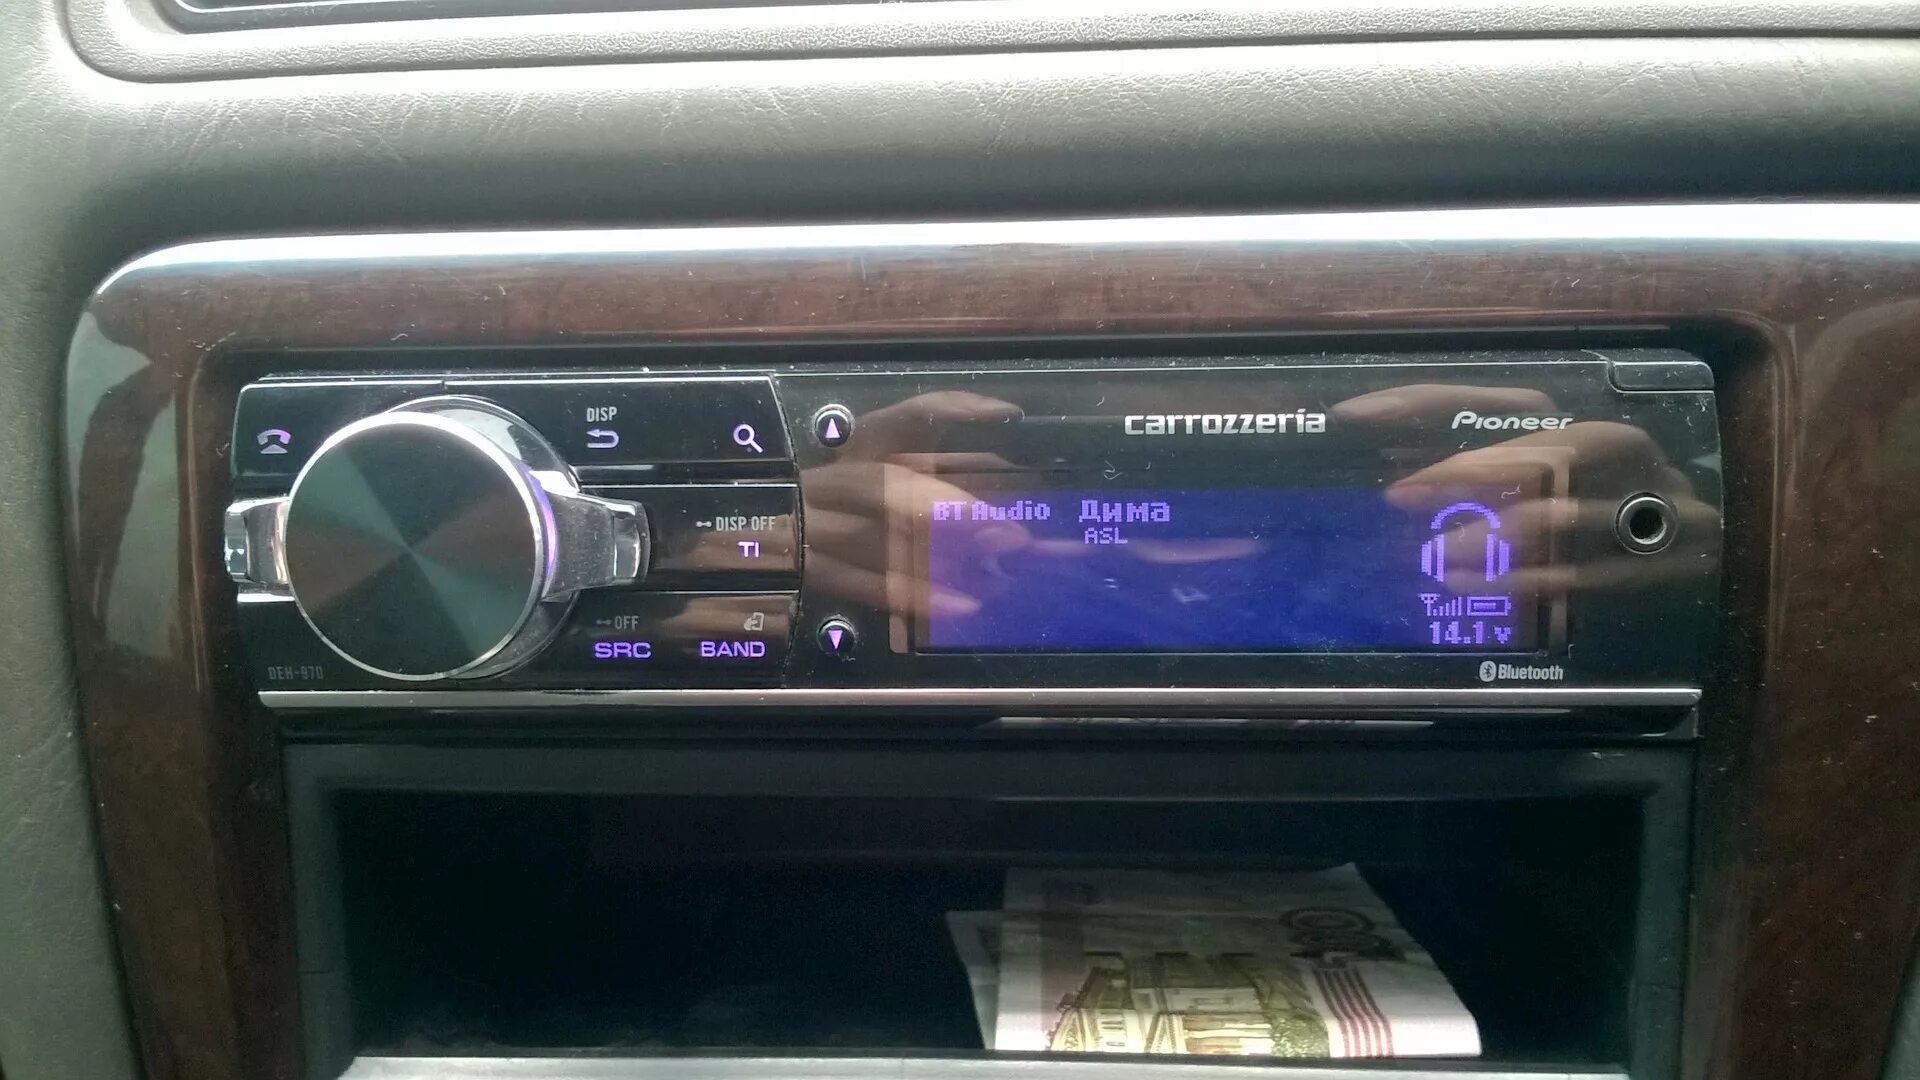 DISP
carrozzeria
Pioneer
BT Audio Дима
ASL
DISP OFF
TI
OFF
SRC
BAND
14.1 v
DEH-970
Bluetooth